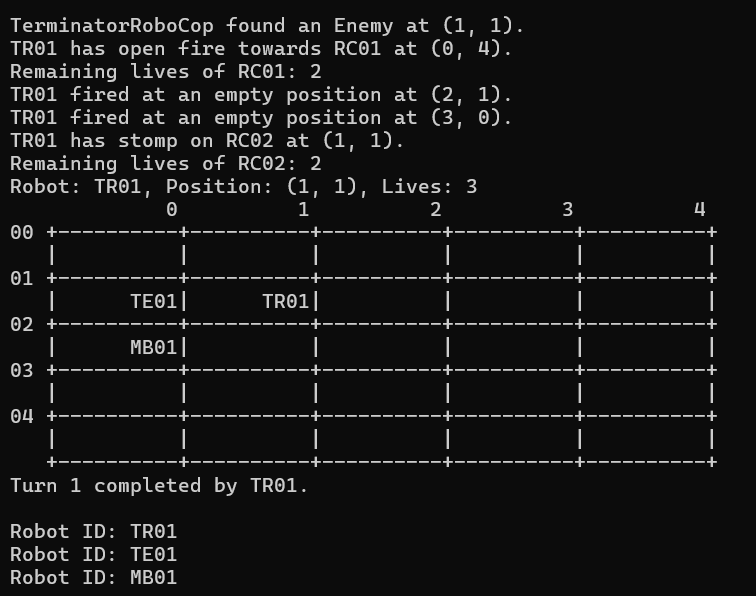 TerminatorRoboCop found an Enemy at (1, 1).
TR01 has open fire towards RC01 at (0, 4).
Remaining lives of RC01: 2
TR01 fired at an empty position at (2, 1).
TR01 fired at an empty position at (3, 0).
TR01 has stomp on RC02 at (1, 1).
Remaining lives of RC02: 2
Robot: TR01, Position: (1, 1), Lives: 3
             0          1          2          3          4
00 +----------+----------+----------+----------+----------+
   |          |          |          |          |          |
01 +----------+----------+----------+----------+----------+
   |      TE01|      TR01|          |          |          |
02 +----------+----------+----------+----------+----------+
   |      MB01|          |          |          |          |
03 +----------+----------+----------+----------+----------+
   |          |          |          |          |          |
04 +----------+----------+----------+----------+----------+
   |          |          |          |          |          |
   +----------+----------+----------+----------+----------+
Turn 1 completed by TR01.

Robot ID: TR01
Robot ID: TE01
Robot ID: MB01